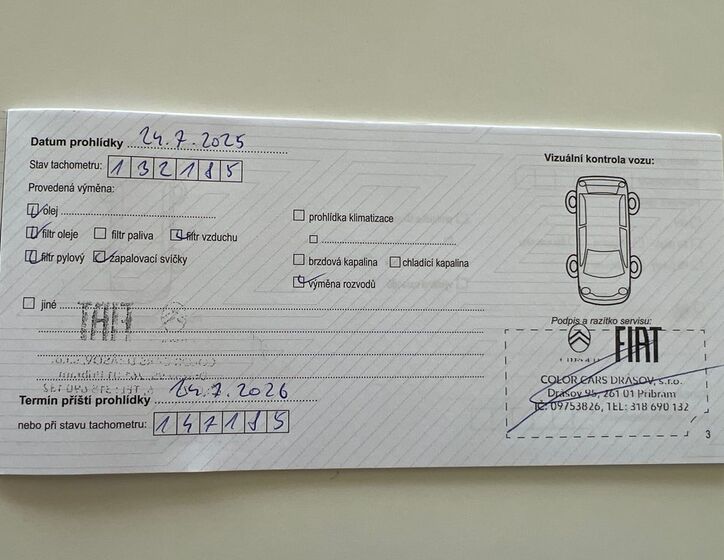 Datum prohlídky 24.7.2025
Stav tachometru: 132185
Provedená výměna:
olej
filtr oleje filtr paliva filtr vzduchu
filtr pylový zapalovací svíčky
jiné
Termín příští prohlídky 24.7.2026
nebo při stavu tachometru: 147185
prohlídka klimatizace
brzdová kapalina chladící kapalina
výměna rozvodů
Vizuální kontrola vozu:
Podpis a razítko servisu:
FIAT
COLOR CARS DRÁSOV, s.r.o.
Drásov 95, 261 01 Příbram
IČ: 09753826, TEL: 318 690 132
3